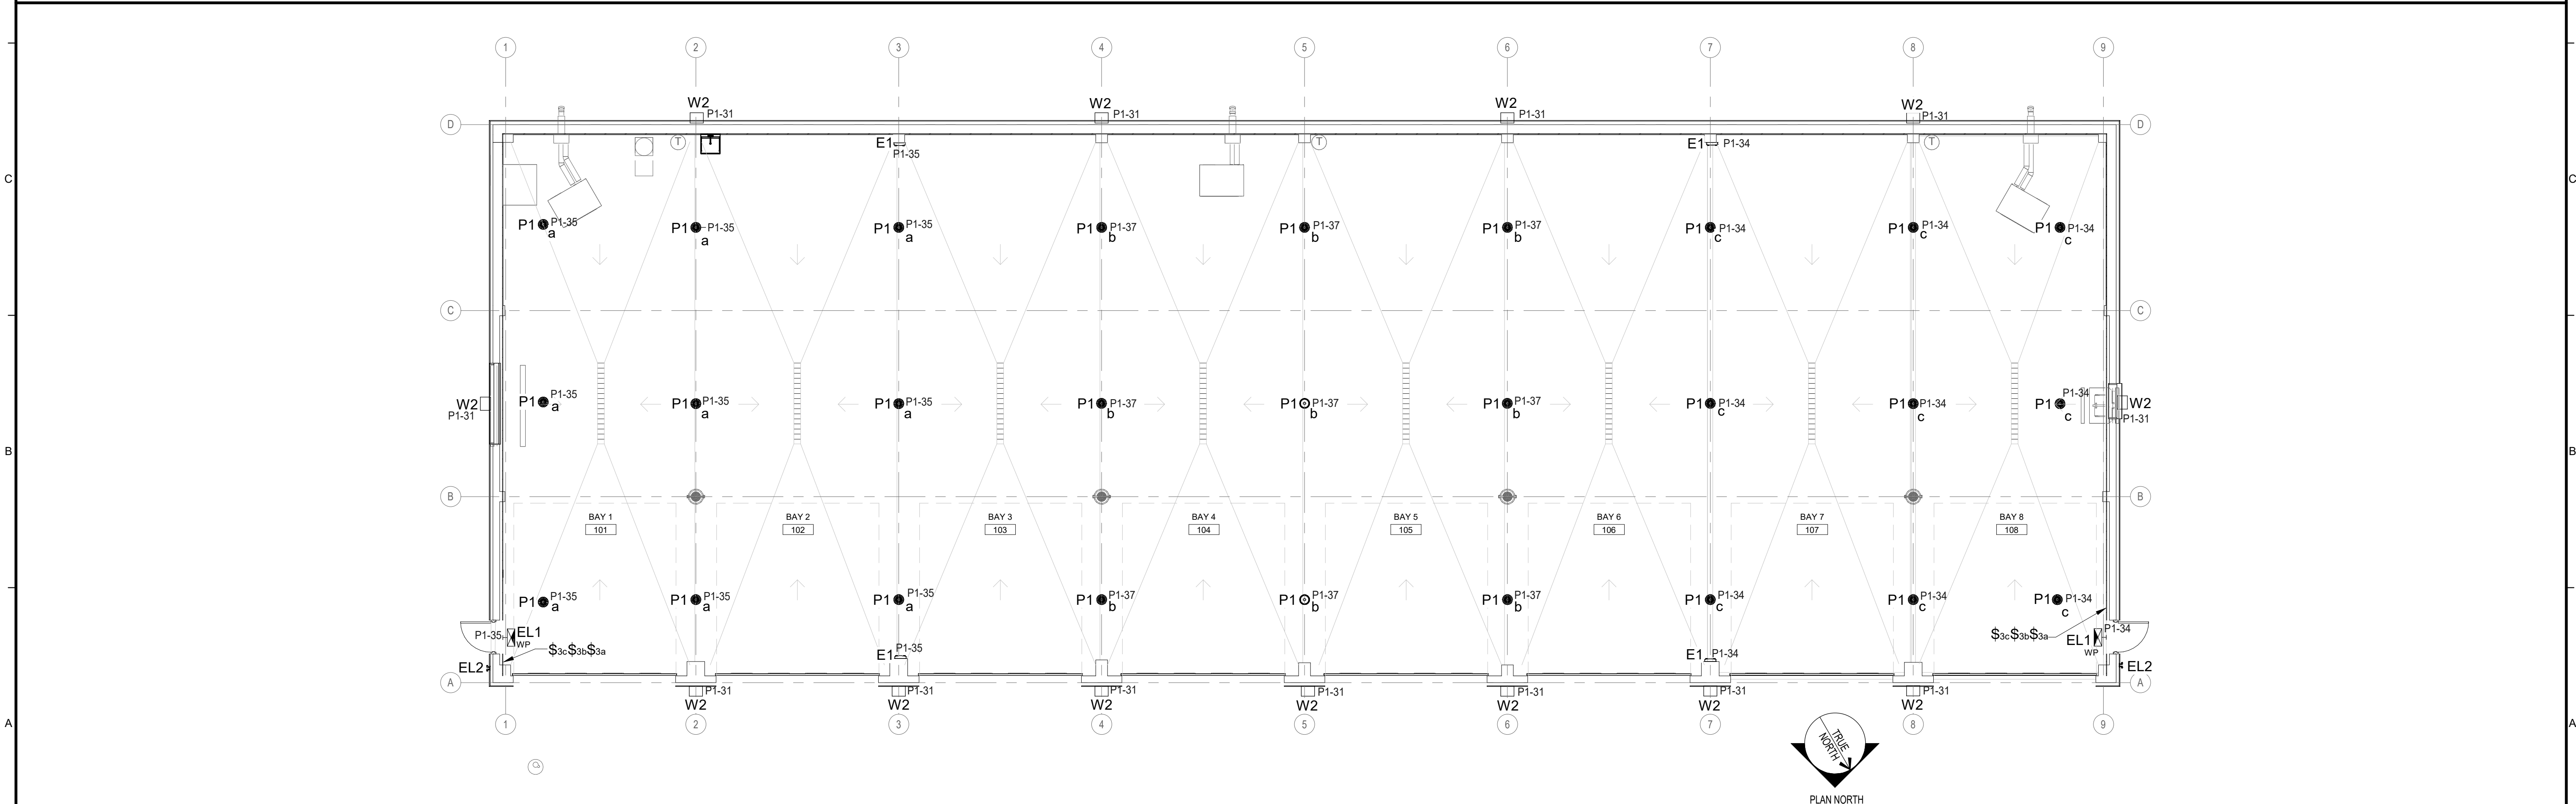 1 2 3 4 5 6 7 8 9
W2 W2 W2 W2
P1-31 P1-31 P1-31 P1-31
D D
T T T
E1 P1-35 E1 P1-34
C C
P1 P1-35 a P1 P1-35 a P1 P1-35 a P1 P1-37 b P1 P1-37 b P1 P1-37 b P1 P1-34 c P1 P1-34 c P1 P1-34 c
C C
W2 P1-31 P1 P1-35 a P1 P1-35 a P1 P1-35 a P1 P1-37 b P1 P1-37 b P1 P1-37 b P1 P1-34 c P1 P1-34 c P1 P1-34 c W2 P1-31
B B
B B
BAY 1 BAY 2 BAY 3 BAY 4 BAY 5 BAY 6 BAY 7 BAY 8
101 102 103 104 105 106 107 108
P1 P1-35 a P1 P1-35 a P1 P1-35 a P1 P1-37 b P1 P1-37 b P1 P1-37 b P1 P1-34 c P1 P1-34 c P1 P1-34 c
P1-35 EL1 WP $3c$3b$3a $3c$3b$3a EL1 WP P1-34
E1 P1-35 E1 P1-34
EL2 EL2
A A
P1-31 P1-31 P1-31 P1-31 P1-31 P1-31 P1-31
W2 W2 W2 W2 W2 W2 W2
1 2 3 4 5 6 7 8 9
A A
TRUE
NORTH
PLAN NORTH